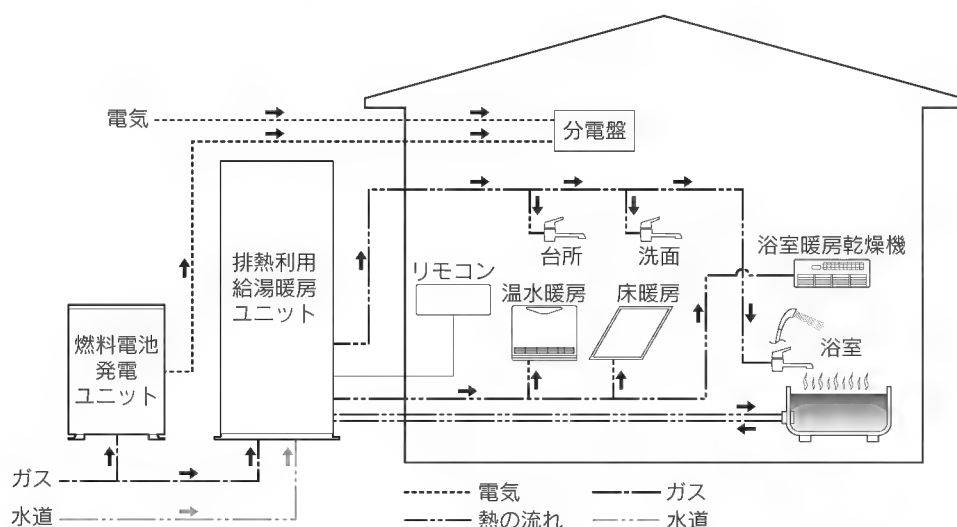 電気
分電盤
排熱利用
給湯暖房
ユニット
台所
洗面
浴室暖房乾燥機
リモコン
温水暖房
床暖房
燃料電池
発電
ユニット
浴室
ガス
水道
電気
ガス
熱の流れ
水道